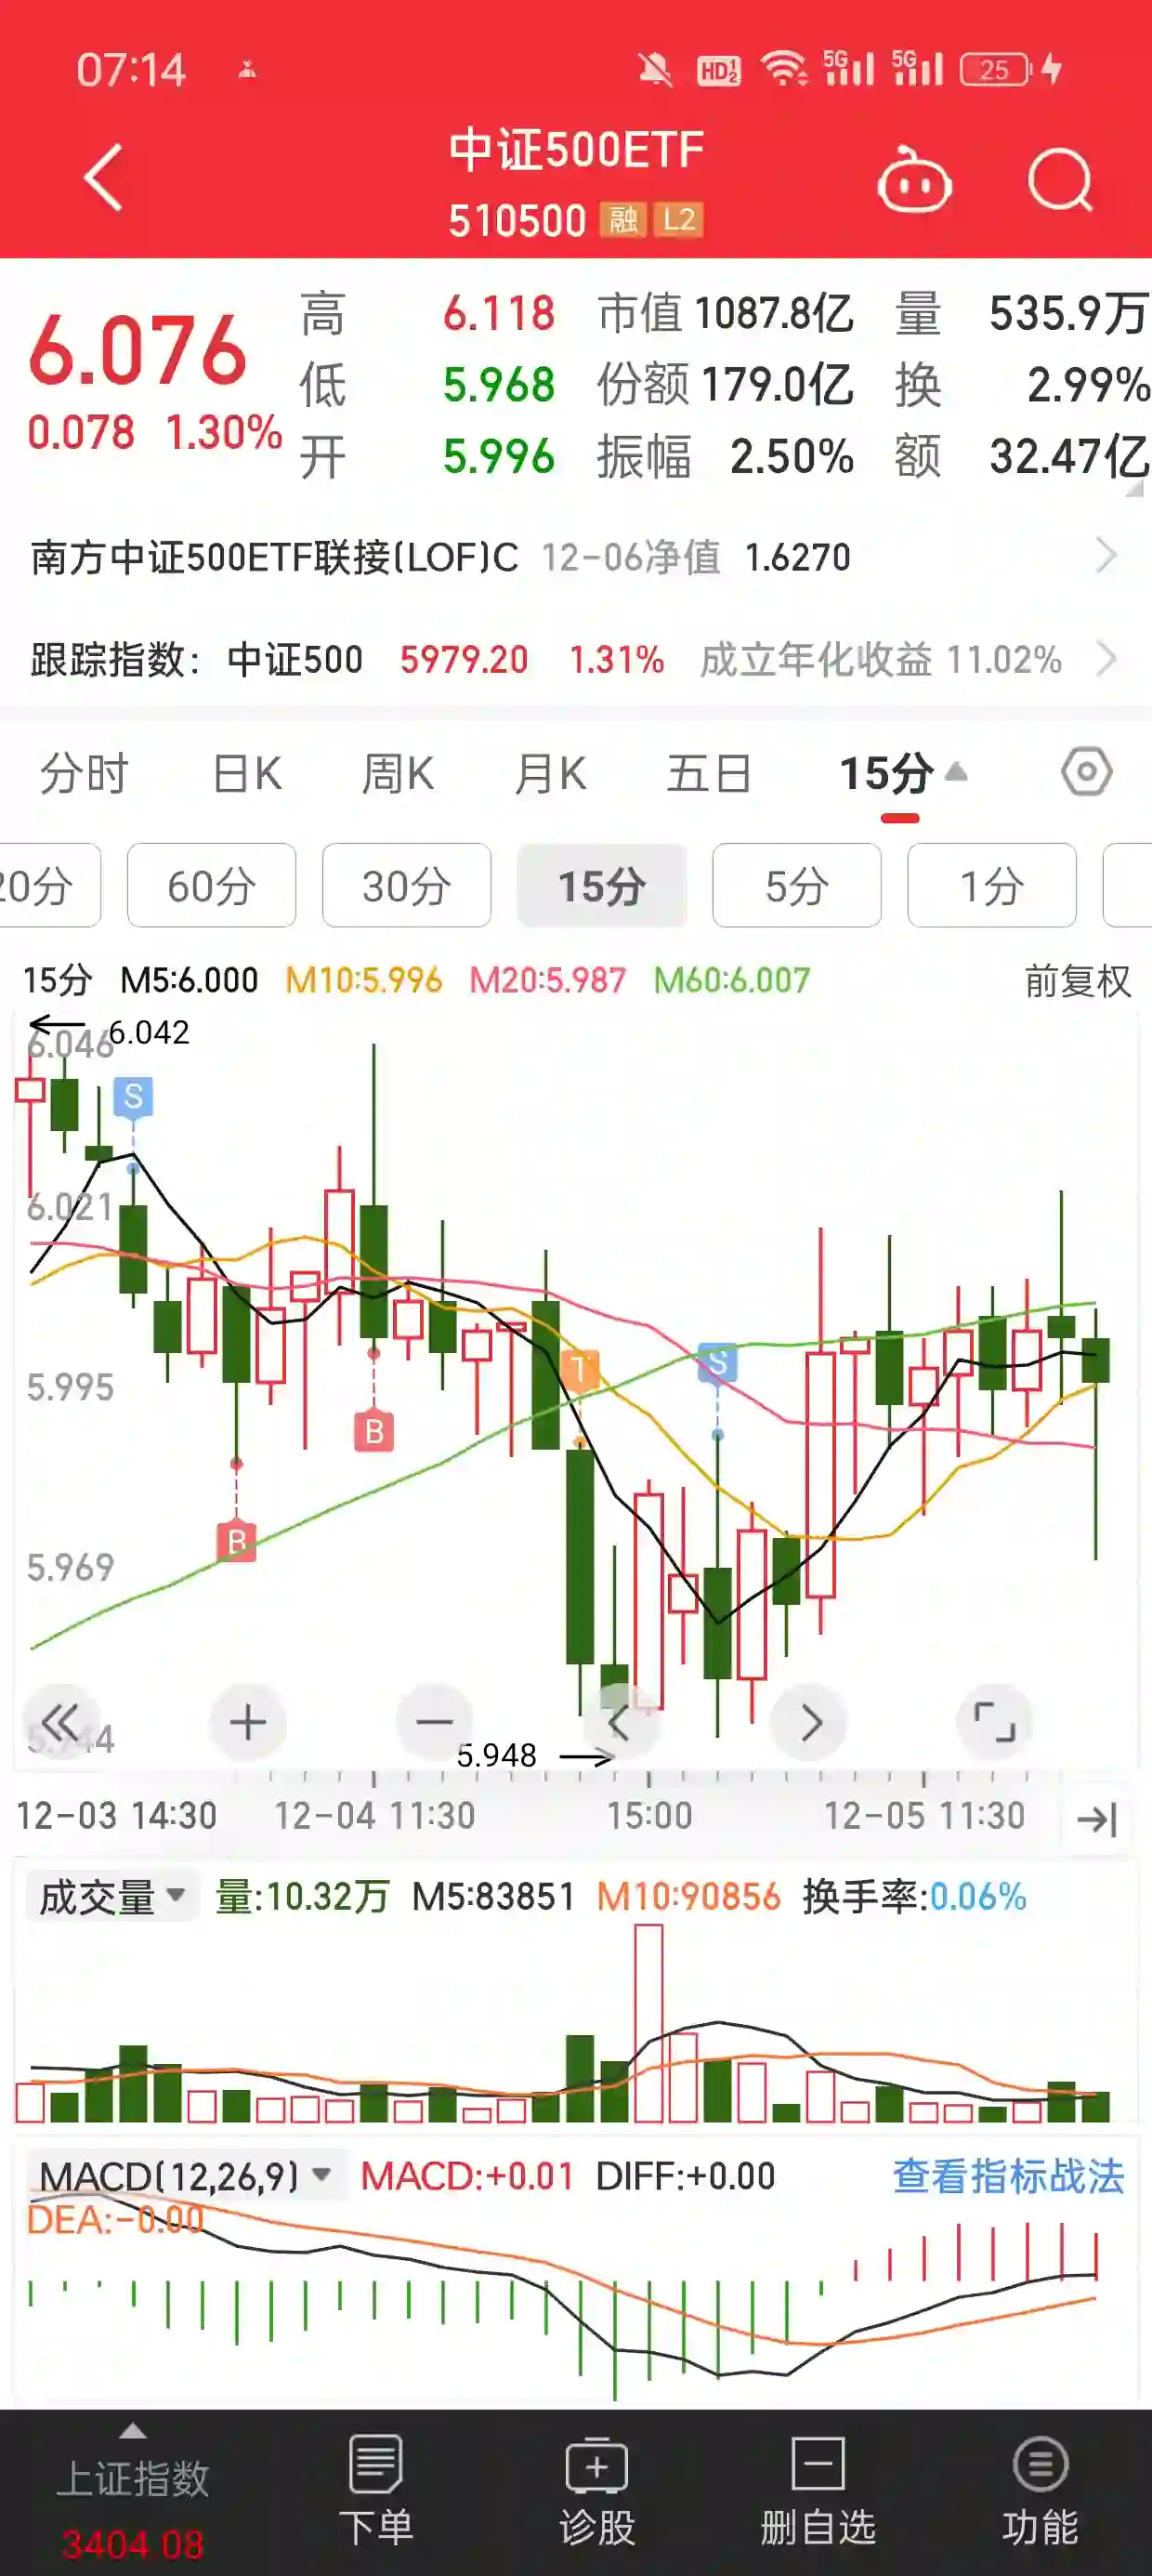 07:14 HD 1 2 5G 5G 25
中证500ETF
510500 融 L2
6.076
0.078 1.30%
高 6.118 市值 1087.8亿 量 535.9万
低 5.968 份额 179.0亿 换 2.99%
开 5.996 振幅 2.50% 额 32.47亿
南方中证500ETF联接(LOF)C 12-06净值 1.6270
跟踪指数: 中证500 5979.20 1.31% 成立年化收益 11.02%
分时 日K 周K 月K 五日 15分
20分 60分 30分 15分 5分 1分
15分 M5:6.000 M10:5.996 M20:5.987 M60:6.007 前复权
6.042
6.046
S
6.021
T S
5.995
B
B
5.969
5.944
5.948
12-03 14:30 12-04 11:30 15:00 12-05 11:30
成交量 量:10.32万 M5:83851 M10:90856 换手率:0.06%
MACD(12,26,9) MACD:+0.01 DIFF:+0.00 查看指标战法
DEA:-0.00
上证指数 下单 诊股 删自选 功能
3404 08